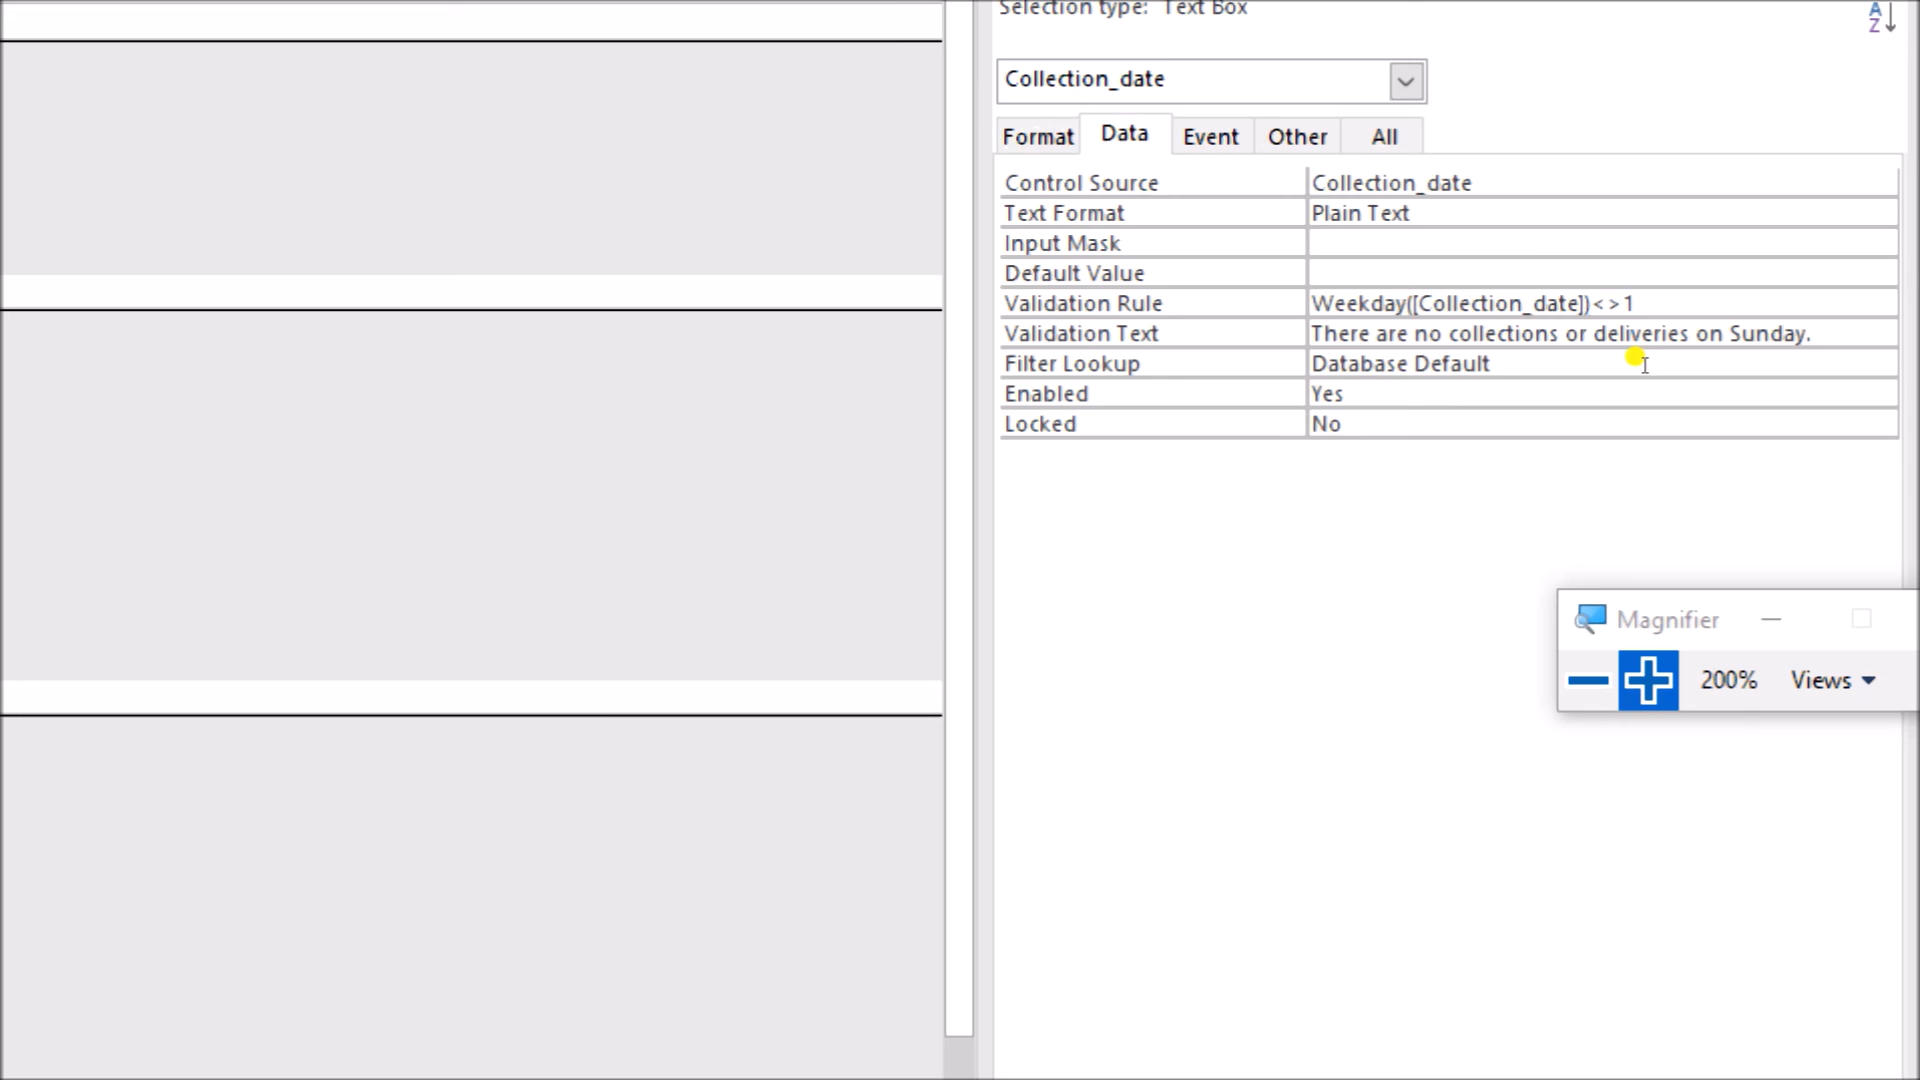 Selection type: Text Box
A
Z
Collection_date
Format Data Event Other All
Control Source Collection_date
Text Format Plain Text
Input Mask
Default Value
Validation Rule Weekday([Collection_date])<>1
Validation Text There are no collections or deliveries on Sunday.
Filter Lookup Database Default
Enabled Yes
Locked No
Magnifier
200% Views